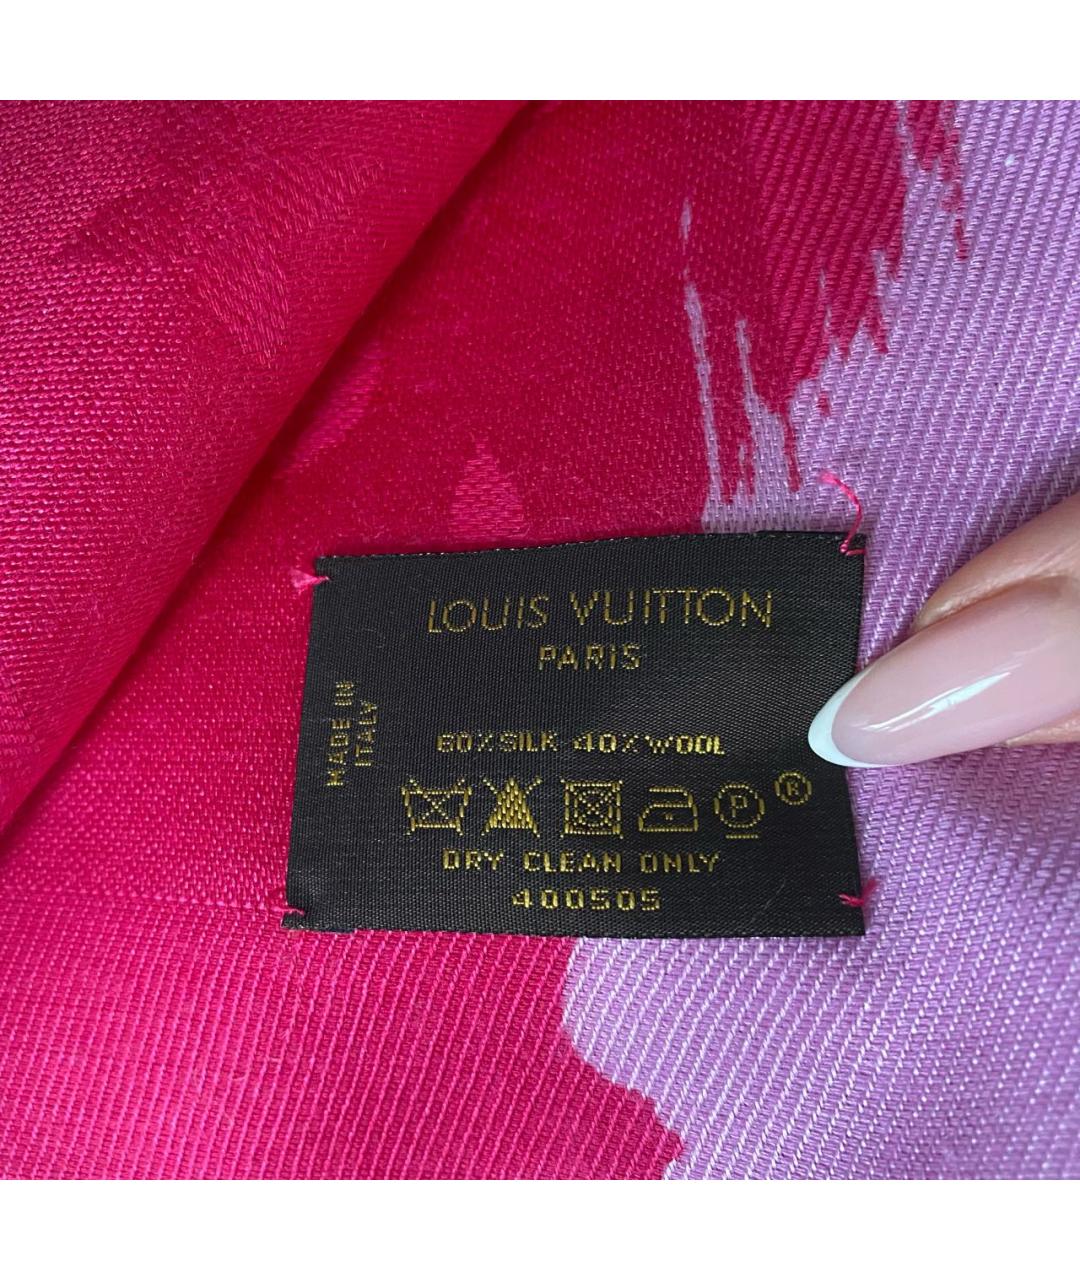 LOUIS VUITTON
PARIS
MADE IN
ITALY
60% SILK 40% WOOL
P
R
DRY CLEAN ONLY
400505